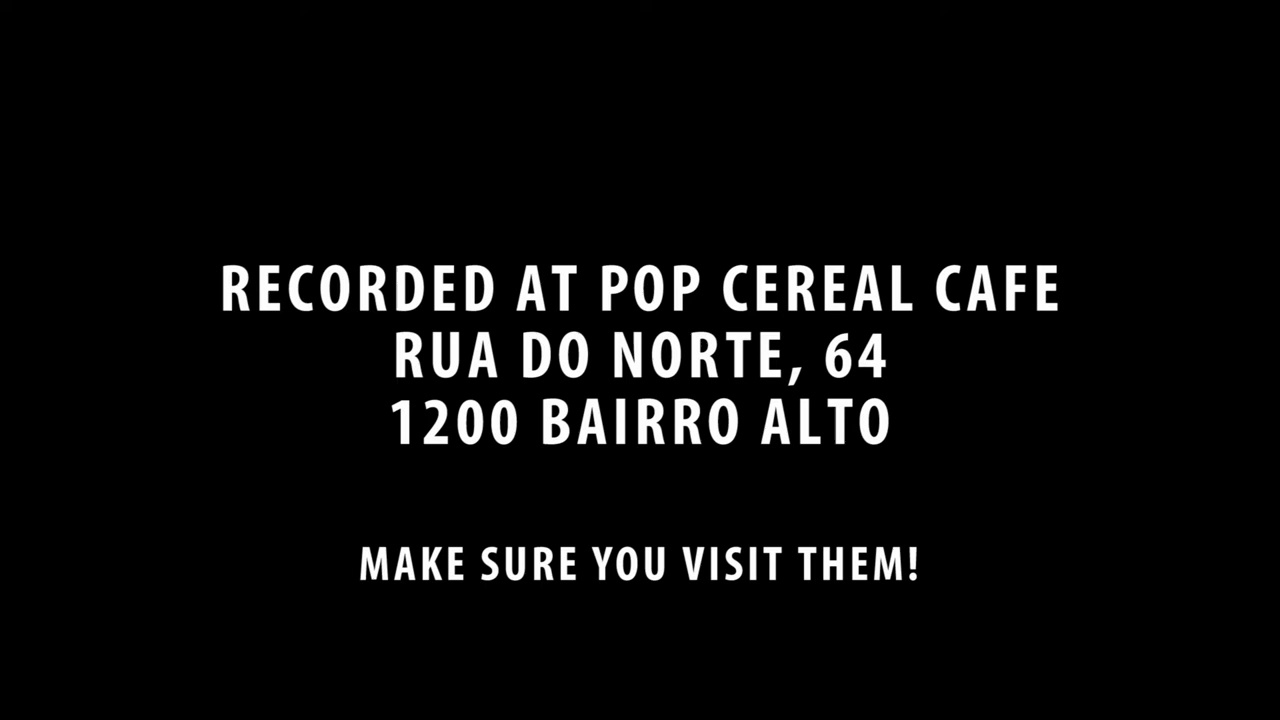 RECORDED AT POP CEREAL CAFE
RUA DO NORTE, 64
1200 BAIRRO ALTO
MAKE SURE YOU VISIT THEM!